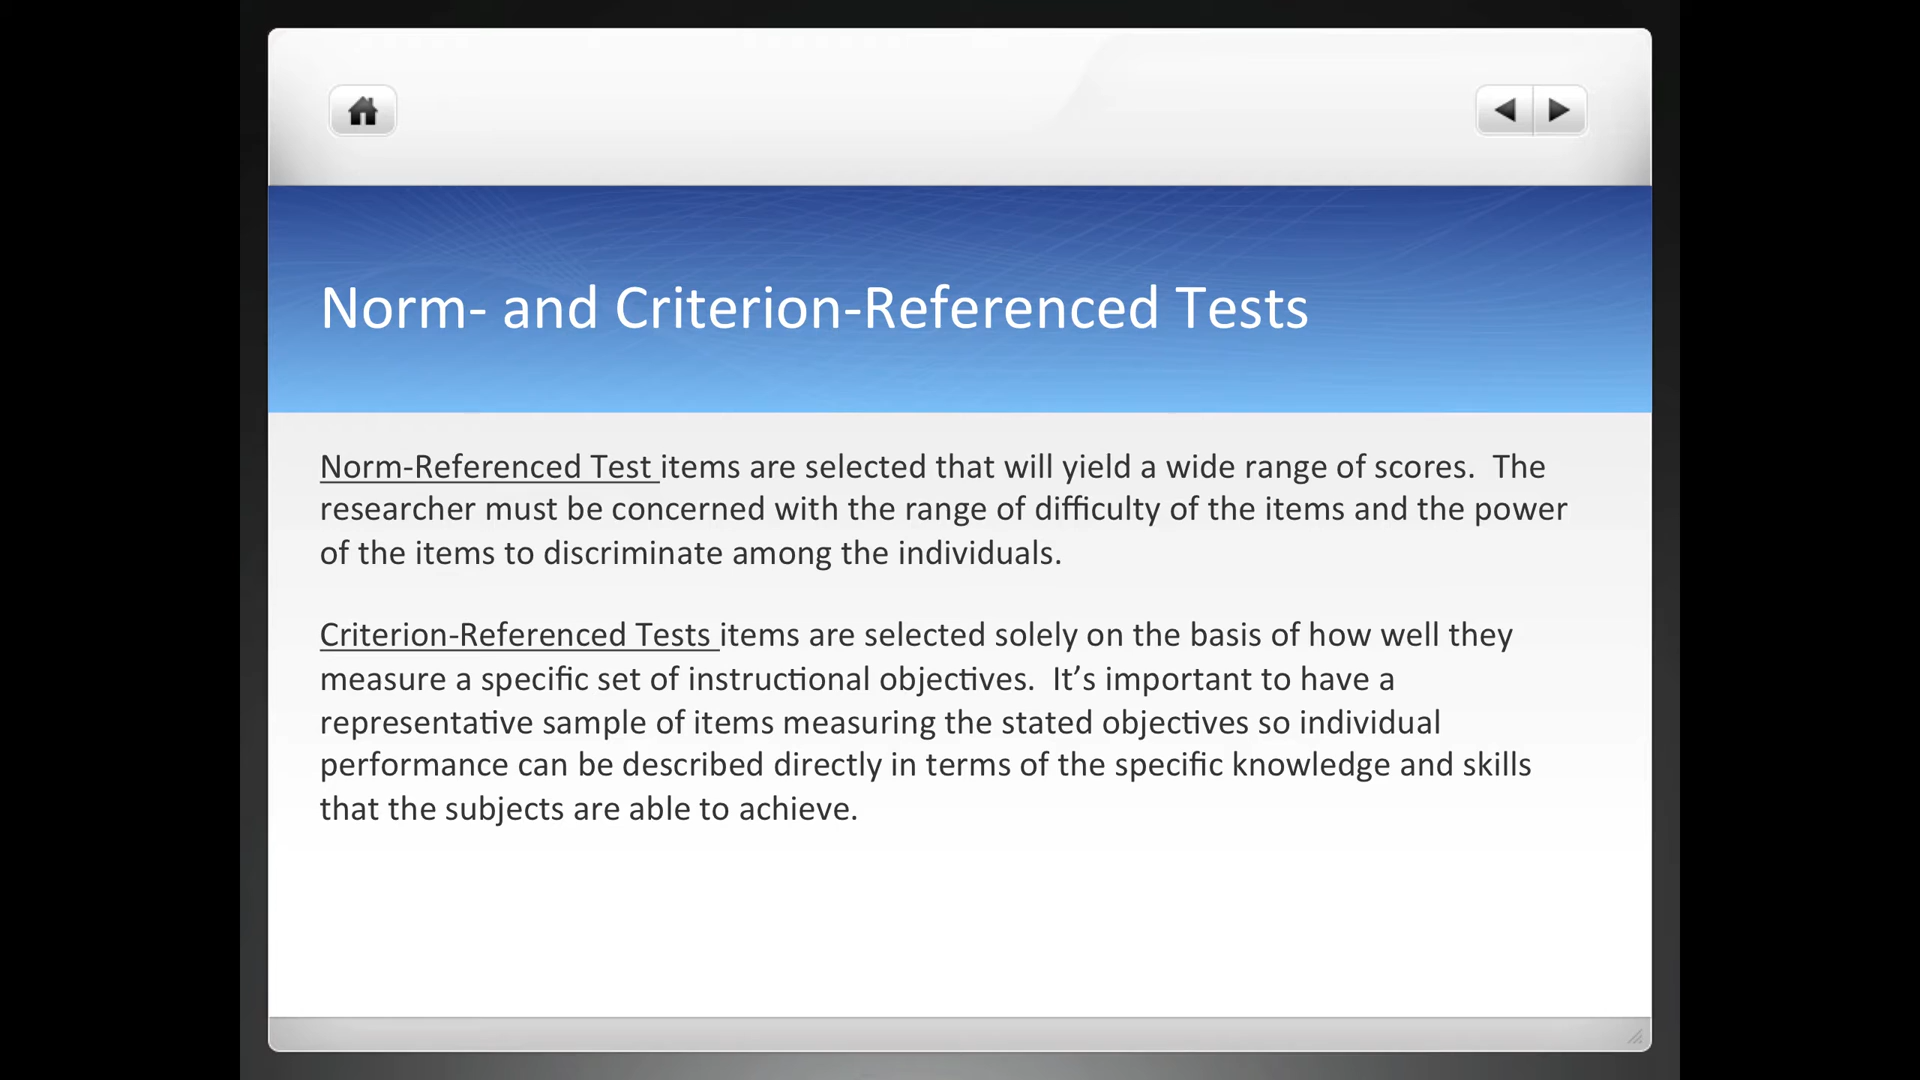 Norm- and Criterion-Referenced Tests
Norm-Referenced Test items are selected that will yield a wide range of scores.  The
researcher must be concerned with the range of difficulty of the items and the power
of the items to discriminate among the individuals.
Criterion-Referenced Tests items are selected solely on the basis of how well they
measure a specific set of instructional objectives.  It’s important to have a
representative sample of items measuring the stated objectives so individual
performance can be described directly in terms of the specific knowledge and skills
that the subjects are able to achieve.